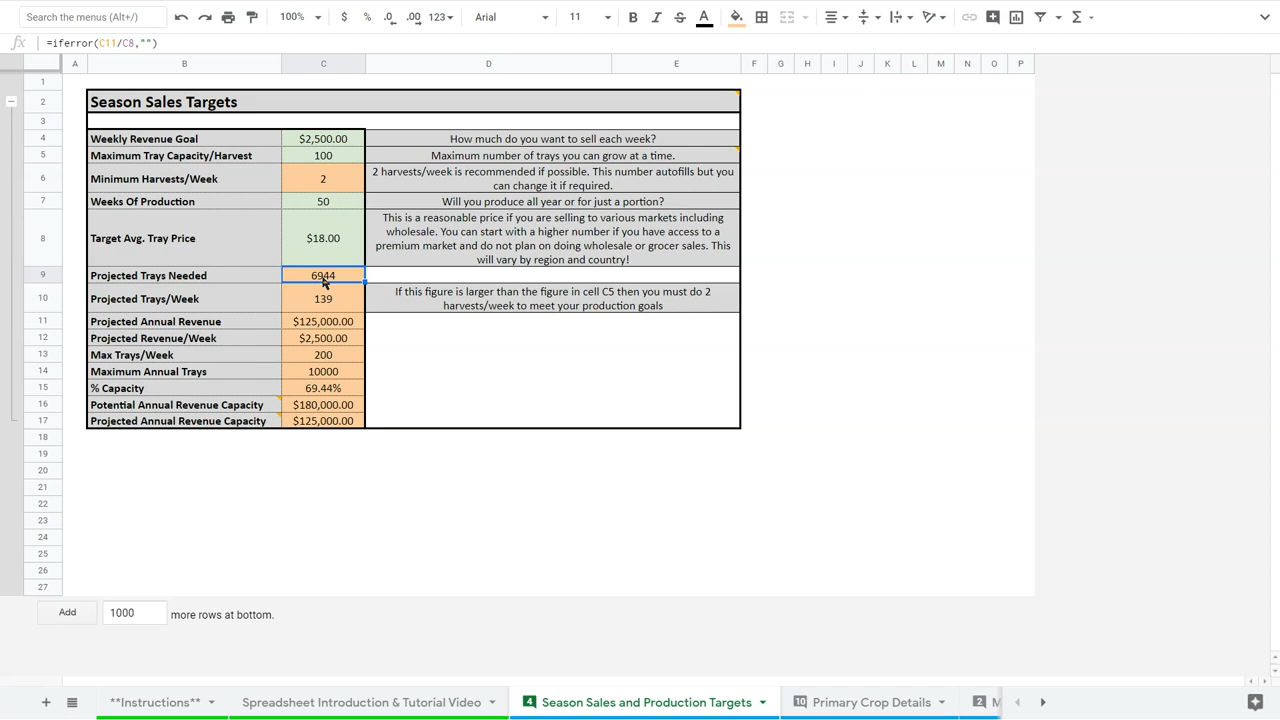 Search the menus (Alt+/)
100%
$ % .0 .00 123
Arial
11
B I S A
fx =iferror(C11/C8,"")
A B C D E F G H I J K L M N O P
1
2 Season Sales Targets
3
4 Weekly Revenue Goal $2,500.00 How much do you want to sell each week?
5 Maximum Tray Capacity/Harvest 100 Maximum number of trays you can grow at a time.
6 Minimum Harvests/Week 2 2 harvests/week is recommended if possible. This number autofills but you
can change it if required.
7 Weeks Of Production 50 Will you produce all year or for just a portion?
8 Target Avg. Tray Price $18.00 This is a reasonable price if you are selling to various markets including
wholesale. You can start with a higher number if you have access to a
premium market and do not plan on doing wholesale or grocer sales. This
will vary by region and country!
9 Projected Trays Needed 6944
10 Projected Trays/Week 139 If this figure is larger than the figure in cell C5 then you must do 2
harvests/week to meet your production goals
11 Projected Annual Revenue $125,000.00
12 Projected Revenue/Week $2,500.00
13 Max Trays/Week 200
14 Maximum Annual Trays 10000
15 % Capacity 69.44%
16 Potential Annual Revenue Capacity $180,000.00
17 Projected Annual Revenue Capacity $125,000.00
18
19
20
21
22
23
24
25
26
27
Add 1000 more rows at bottom.
**Instructions** Spreadsheet Introduction & Tutorial Video 4 Season Sales and Production Targets 10 Primary Crop Details 2 M